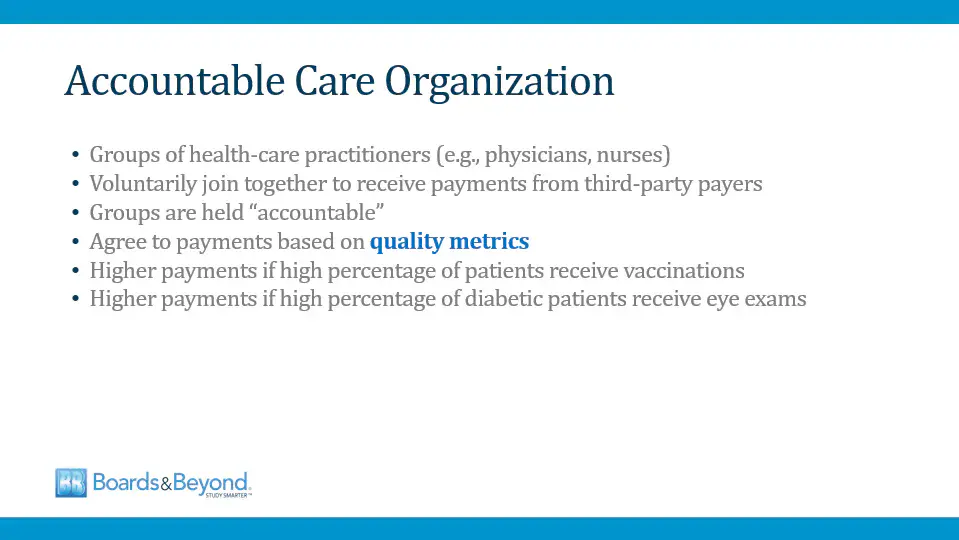 Accountable Care Organization
• Groups of health-care practitioners (e.g., physicians, nurses)
• Voluntarily join together to receive payments from third-party payers
• Groups are held “accountable”
• Agree to payments based on quality metrics
• Higher payments if high percentage of patients receive vaccinations
• Higher payments if high percentage of diabetic patients receive eye exams
BB Boards&Beyond.
STUDY SMARTER™